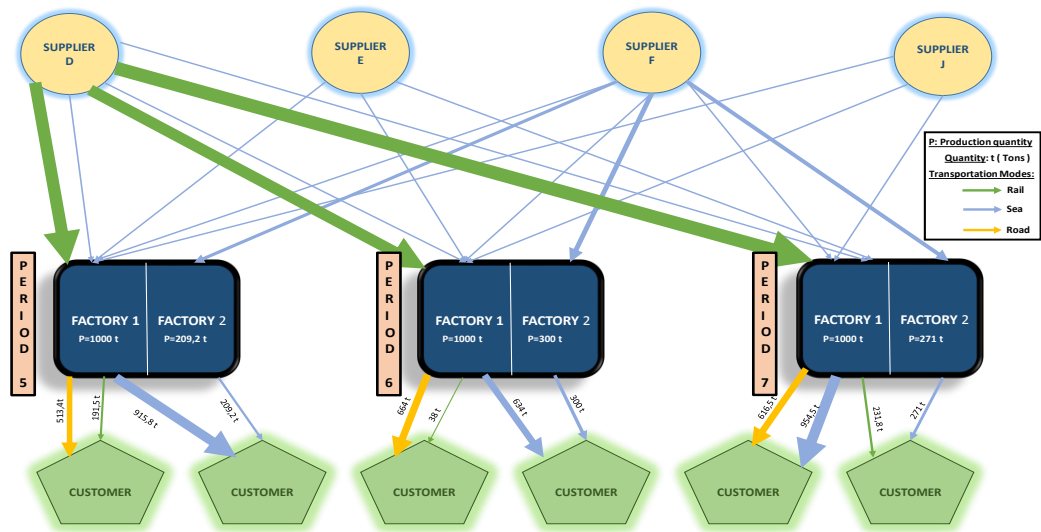 SUPPLIER
D
SUPPLIER
E
SUPPLIER
F
SUPPLIER
J
P: Production quantity
Quantity: t ( Tons )
Transportation Modes:
Rail
Sea
Road
PERIOD
5
FACTORY 1
P=1000 t
FACTORY 2
P=209,2 t
PERIOD
6
FACTORY 1
P=1000 t
FACTORY 2
P=300 t
PERIOD
7
FACTORY 1
P=1000 t
FACTORY 2
P=271 t
513,4t
191,5 t
915,8 t
209,2 t
664 t
38 t
634 t
300 t
616,5 t
954,5 t
231,8 t
271 t
CUSTOMER
CUSTOMER
CUSTOMER
CUSTOMER
CUSTOMER
CUSTOMER